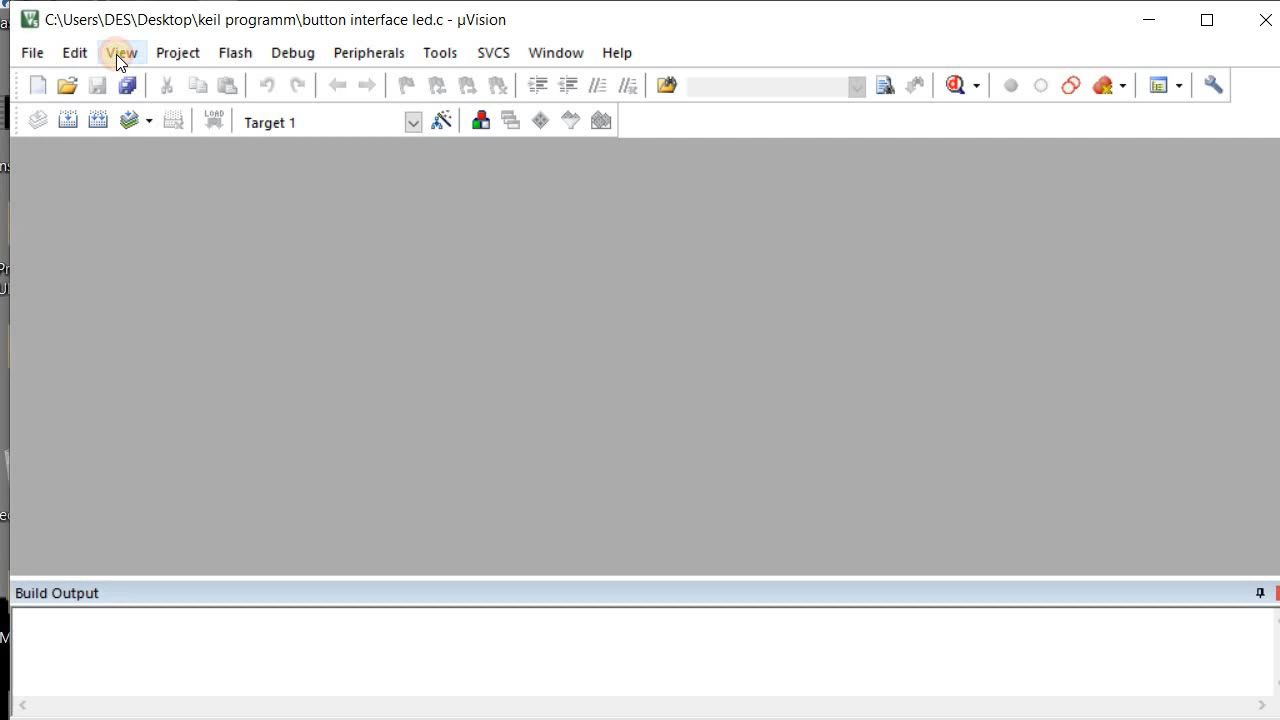 C:\Users\DES\Desktop\keil programm\button interface led.c - µVision
File Edit View Project Flash Debug Peripherals Tools SVCS Window Help
LOAD Target 1
Build Output